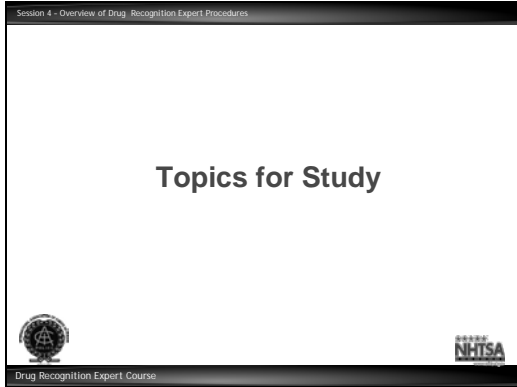 Session 4 - Overview of Drug Recognition Expert Procedures
Topics for Study
NHTSA
Drug Recognition Expert Course